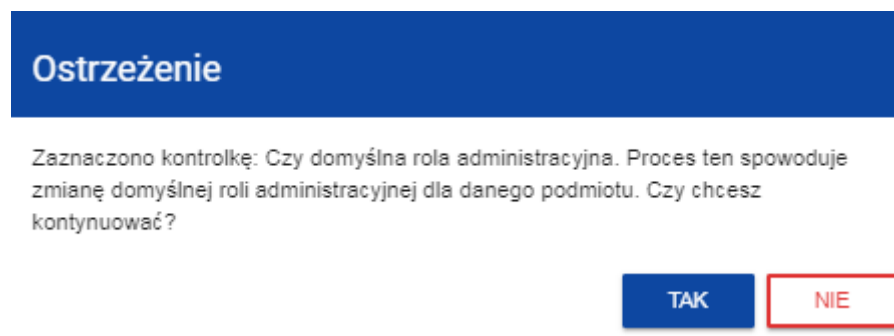 Ostrzeżenie
Zaznaczono kontrolkę: Czy domyślna rola administracyjna. Proces ten spowoduje
zmianę domyślnej roli administracyjnej dla danego podmiotu. Czy chcesz
kontynuować?
TAK NIE